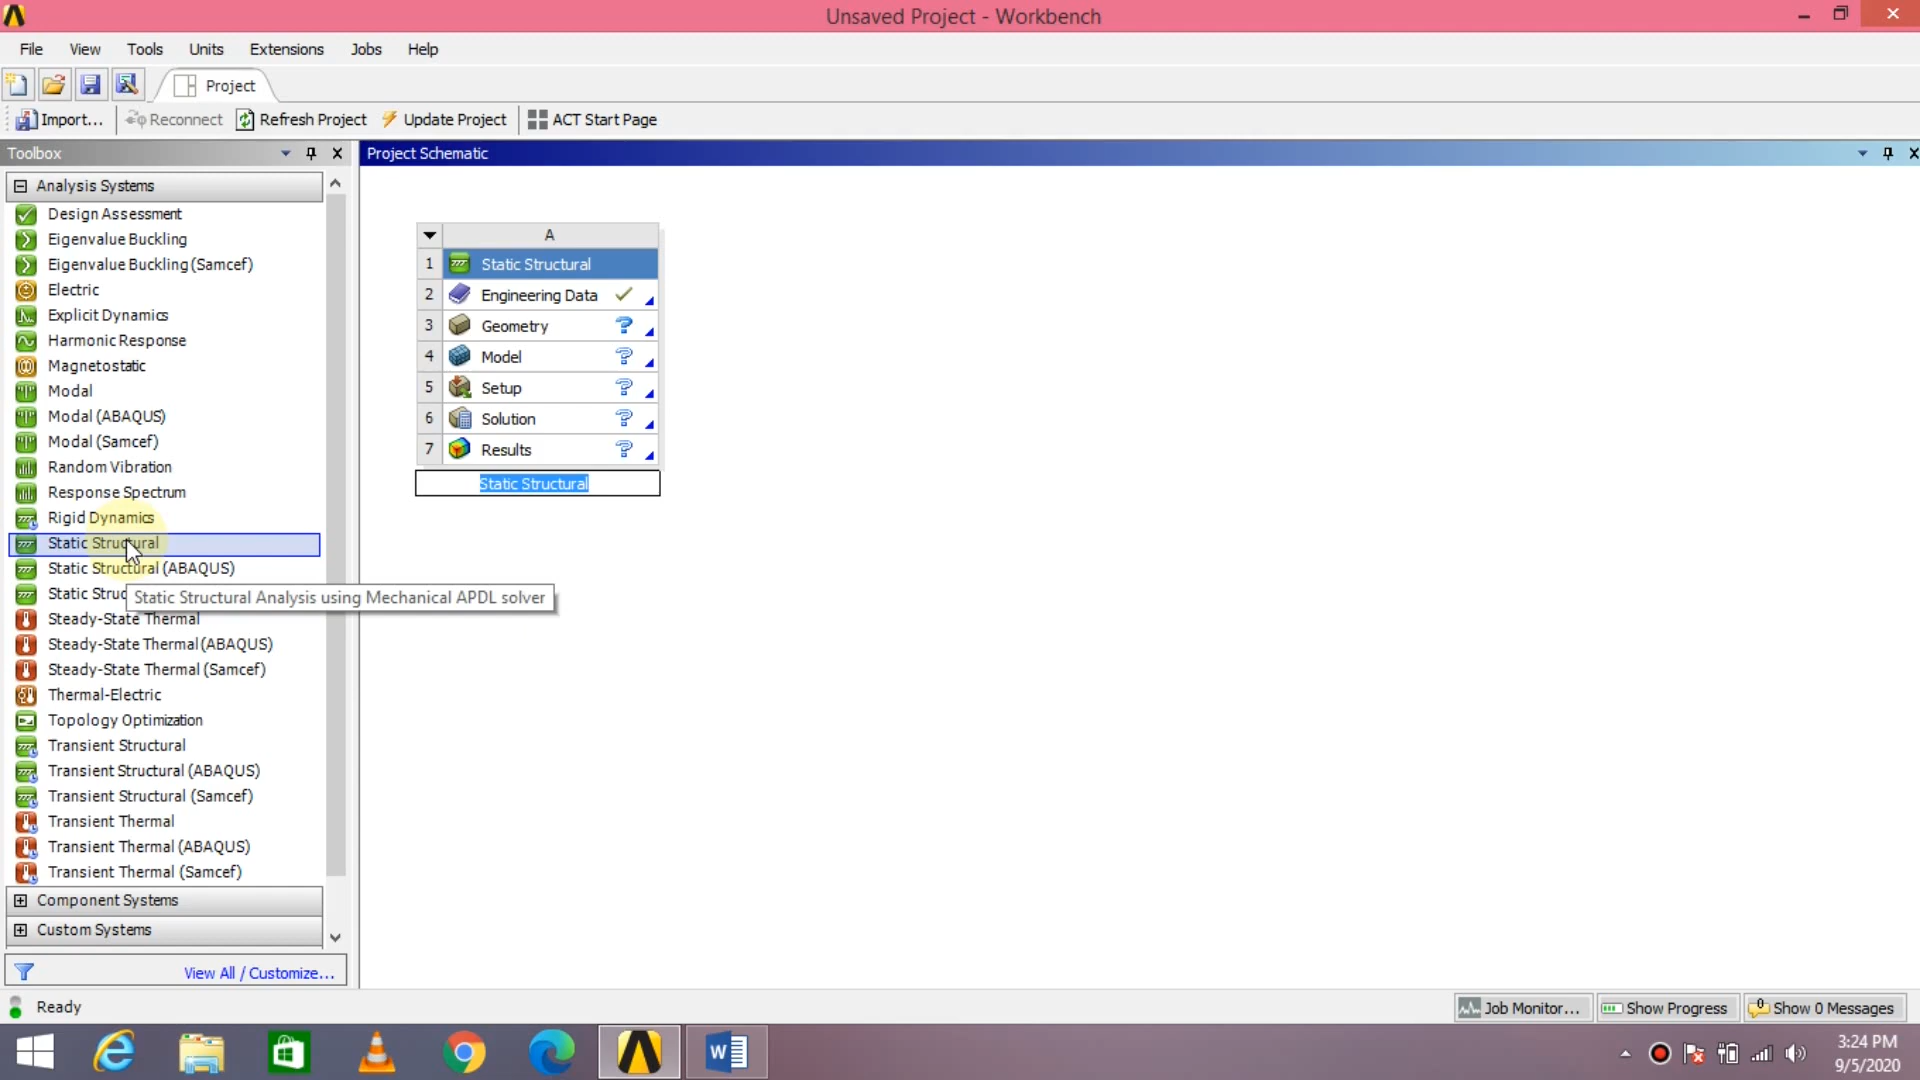 Unsaved Project - Workbench
File View Tools Units Extensions Jobs Help
Project
Import... Reconnect Refresh Project Update Project ACT Start Page
Toolbox
Project Schematic
Analysis Systems
Design Assessment
Eigenvalue Buckling
Eigenvalue Buckling (Samcef)
Electric
Explicit Dynamics
Harmonic Response
Magnetostatic
Modal
Modal (ABAQUS)
Modal (Samcef)
Random Vibration
Response Spectrum
Rigid Dynamics
Static Structural
Static Structural (ABAQUS)
Static Struc
Static Structural Analysis using Mechanical APDL solver
Steady-State Thermal
Steady-State Thermal (ABAQUS)
Steady-State Thermal (Samcef)
Thermal-Electric
Topology Optimization
Transient Structural
Transient Structural (ABAQUS)
Transient Structural (Samcef)
Transient Thermal
Transient Thermal (ABAQUS)
Transient Thermal (Samcef)
Component Systems
Custom Systems
View All / Customize...
A
1 Static Structural
2 Engineering Data
3 Geometry ?
4 Model ?
5 Setup ?
6 Solution ?
7 Results ?
Static Structural
Ready
Job Monitor... Show Progress Show 0 Messages
3:24 PM
9/5/2020